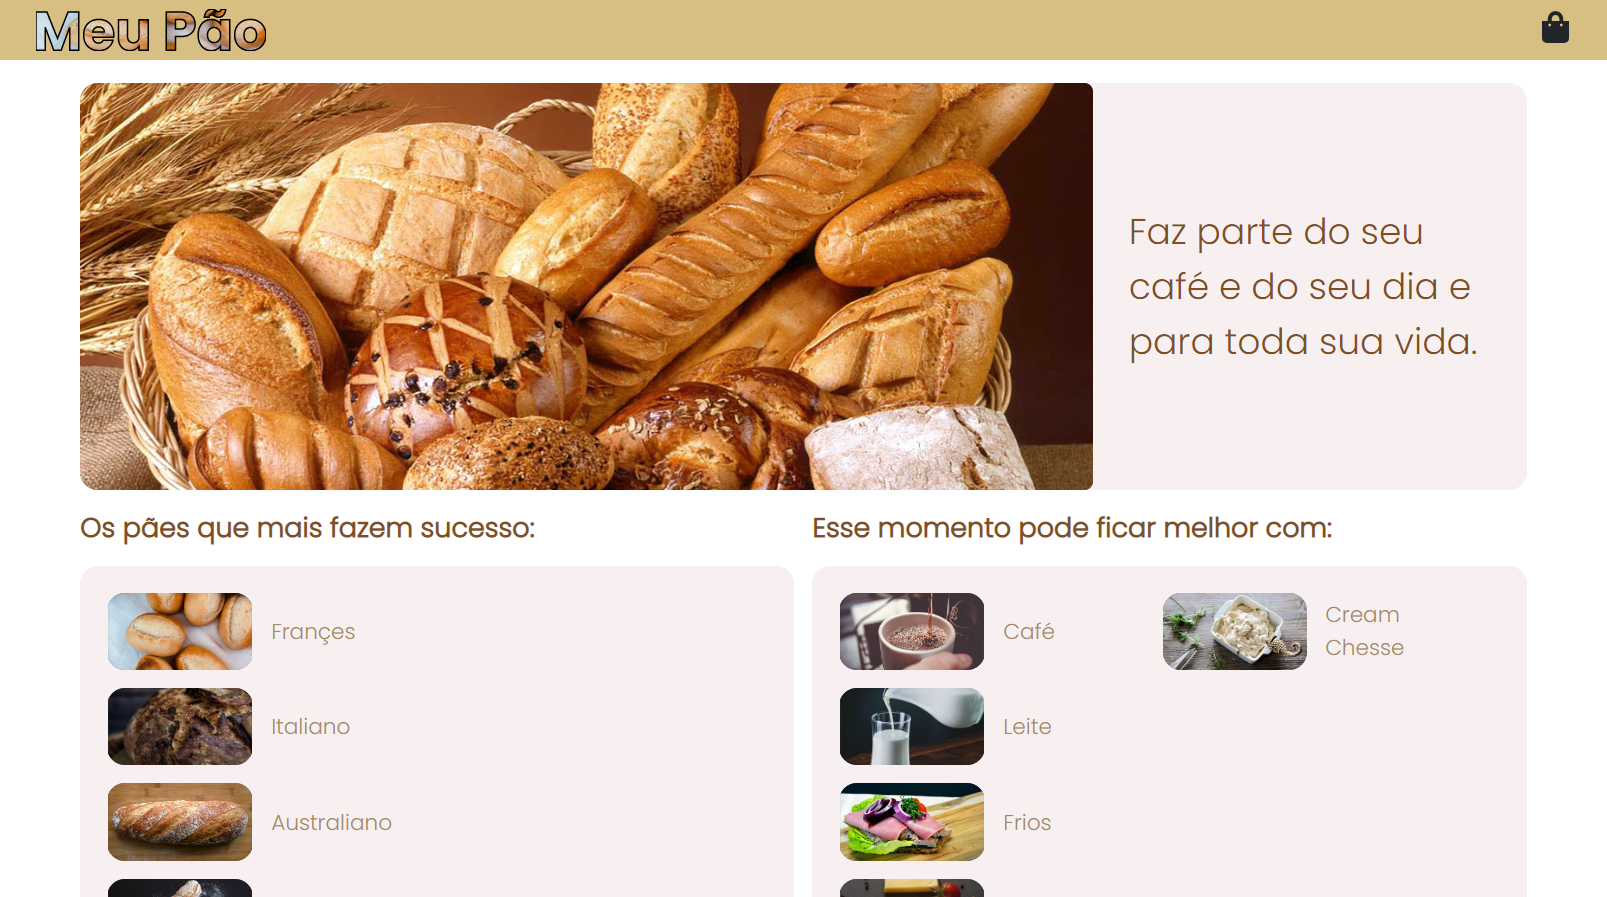 Meu Pão
Faz parte do seu
café e do seu dia e
para toda sua vida.
Os pães que mais fazem sucesso:
Françes
Italiano
Australiano
Esse momento pode ficar melhor com:
Café
Leite
Frios
Cream
Chesse